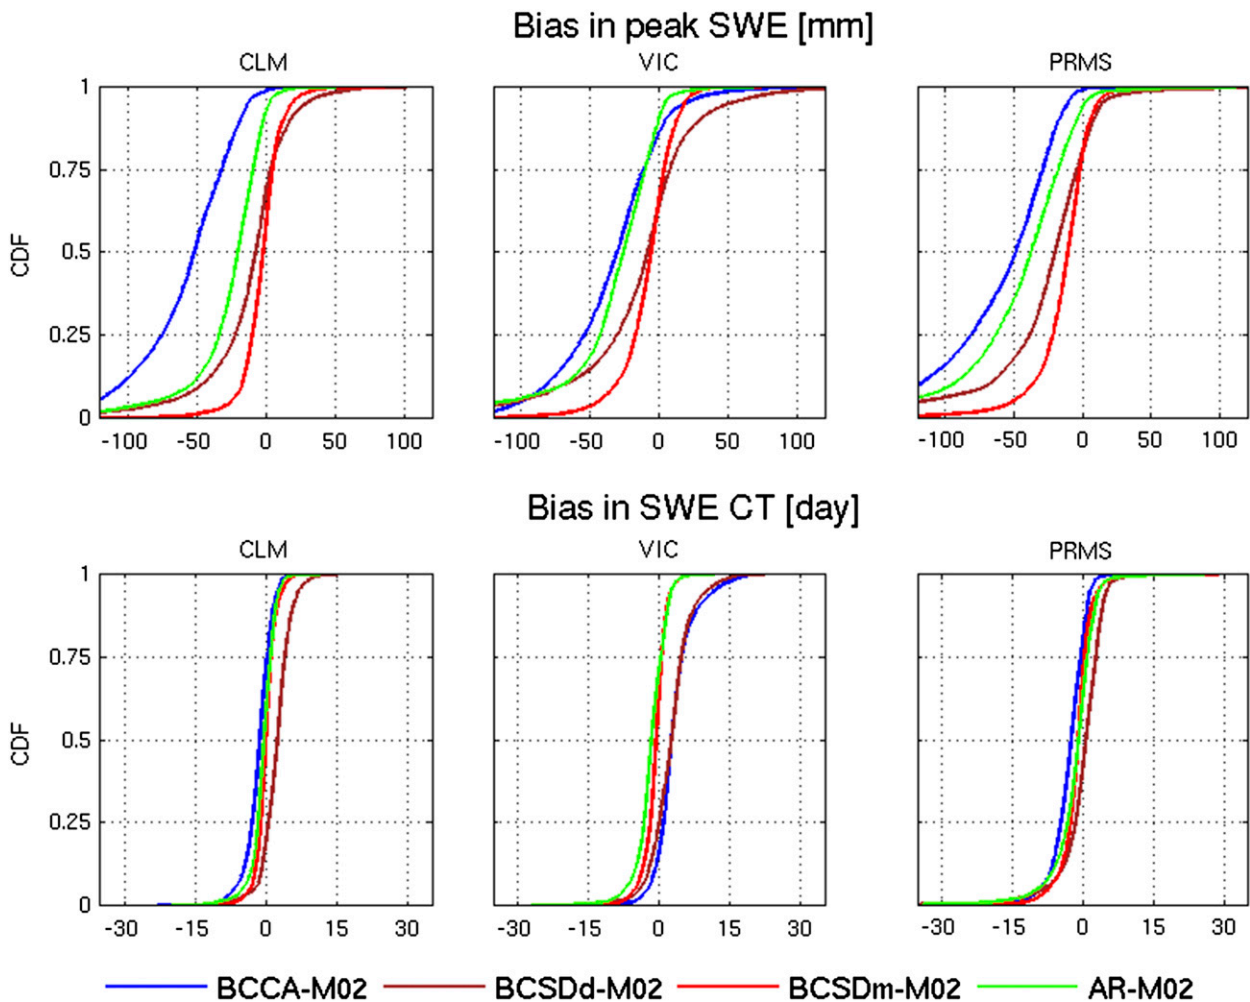 Bias in peak SWE [mm]
CLM VIC PRMS
1
0.75
0.5
0.25
0
CDF
-100 -50 0 50 100 -100 -50 0 50 100 -100 -50 0 50 100
Bias in SWE CT [day]
CLM VIC PRMS
1
0.75
0.5
0.25
0
CDF
-30 -15 0 15 30 -30 -15 0 15 30 -30 -15 0 15 30
BCCA-M02 BCSDd-M02 BCSDm-M02 AR-M02